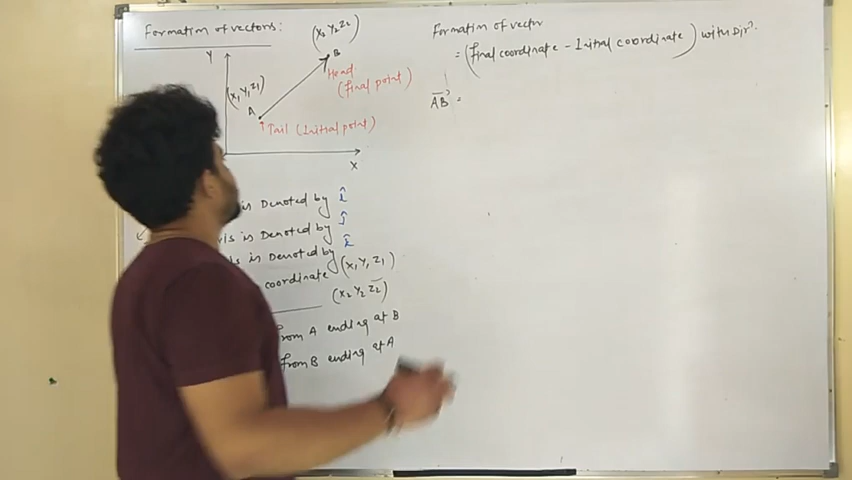 Formation of vectors:
(X2 Y2 Z2)
Y
B
Head
(final point)
(X1 Y1 Z1)
A
Tail (Initial point)
X
is Denoted by î
is Denoted by ĵ
is Denoted by
coordinate (X1 Y1 Z1)
(X2 Y2 Z2)
from A ending at B
from B ending at A
Formation of vector
= (final coordinate - Initial coordinate) with Dirⁿ.
AB =